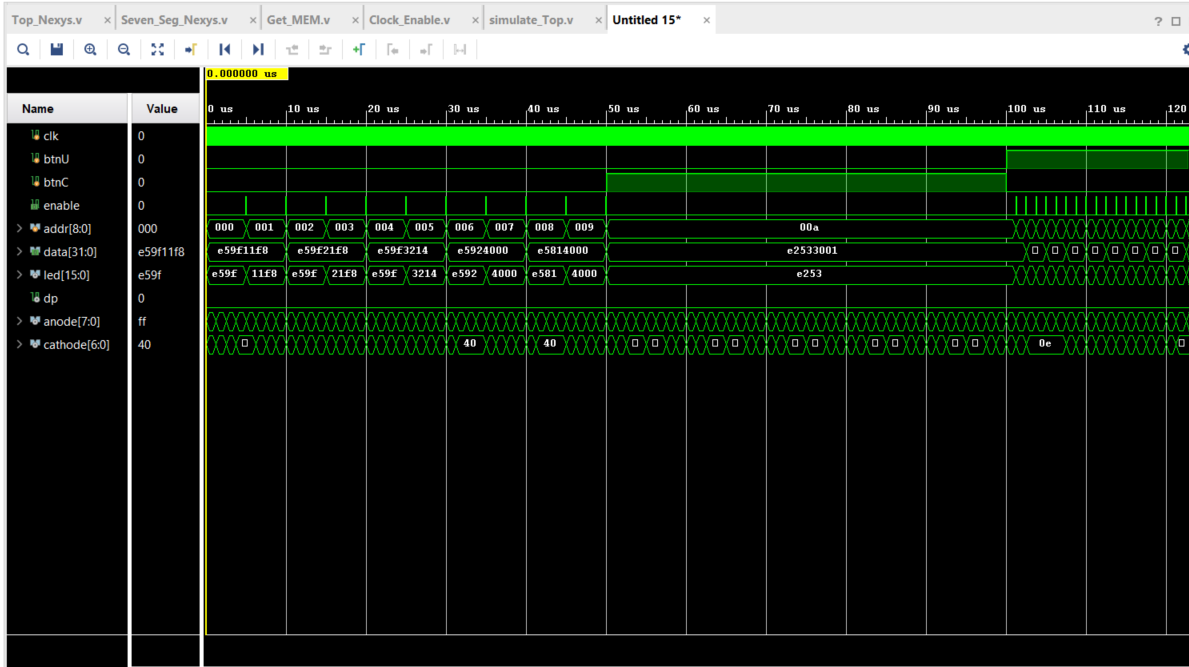 Top_Nexys.v × Seven_Seg_Nexys.v × Get_MEM.v × Clock_Enable.v × simulate_Top.v × Untitled 15* × ?
0.000000 us
Name Value 0 us 10 us 20 us 30 us 40 us 50 us 60 us 70 us 80 us 90 us 100 us 110 us 120
clk 0
btnU 0
btnC 0
enable 0
addr[8:0] 000 000 001 002 003 004 005 006 007 008 009 00a
data[31:0] e59f11f8 e59f11f8 e59f21f8 e59f3214 e5924000 e5814000 e2533001
led[15:0] e59f e59f 11f8 e59f 21f8 e59f 3214 e592 4000 e581 4000 e253
dp 0
anode[7:0] ff
cathode[6:0] 40 40 40 0e